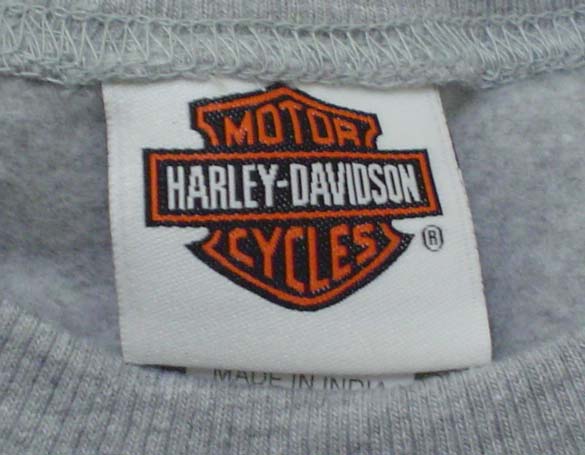 MOTOR
HARLEY-DAVIDSON
CYCLES
®
MADE IN INDIA